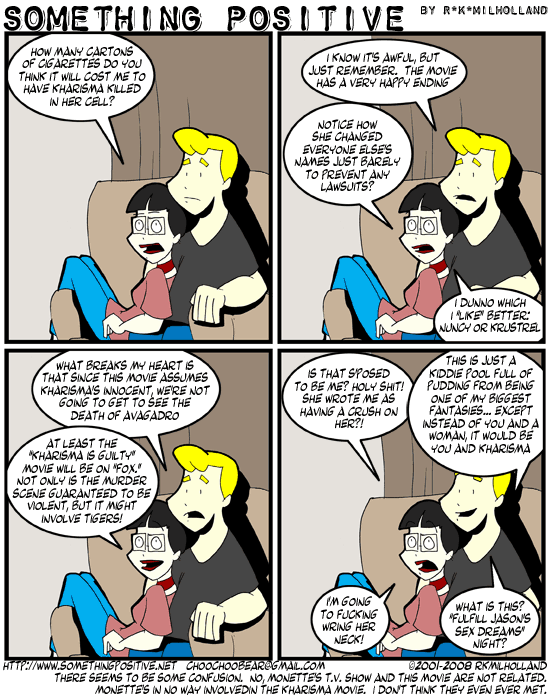 SOMETHING POSITIVE BY R*K*MILHOLLAND
HOW MANY CARTONS
OF CIGARETTES DO YOU
THINK IT WILL COST ME TO
HAVE KHARISMA KILLED
IN HER CELL?
I KNOW IT'S AWFUL, BUT
JUST REMEMBER. THE MOVIE
HAS A VERY HAPPY ENDING
NOTICE HOW
SHE CHANGED
EVERYONE ELSE'S
NAMES JUST BARELY
TO PREVENT ANY
LAWSUITS?
I DUNNO WHICH
I "LIKE" BETTER:
NUNCY OR KRUSTREL
WHAT BREAKS MY HEART IS
THAT SINCE THIS MOVIE ASSUMES
KHARISMA'S INNOCENT, WE'RE NOT
GOING TO GET TO SEE THE
DEATH OF AVAGADRO
AT LEAST THE
"KHARISMA IS GUILTY"
MOVIE WILL BE ON "FOX."
NOT ONLY IS THE MURDER
SCENE GUARANTEED TO BE
VIOLENT, BUT IT MIGHT
INVOLVE TIGERS!
IS THAT SPOSED
TO BE ME? HOLY SHIT!
SHE WROTE ME AS
HAVING A CRUSH ON
HER?!
THIS IS JUST A
KIDDIE POOL FULL OF
PUDDING FROM BEING
ONE OF MY BIGGEST
FANTASIES... EXCEPT
INSTEAD OF YOU AND A
WOMAN, IT WOULD BE
YOU AND KHARISMA
I'M GOING
TO FUCKING
WRING HER
NECK!
WHAT IS THIS?
"FULFILL JASON'S
SEX DREAMS"
NIGHT?
HTTP://WWW.SOMETHINGPOSITIVE.NET CHOOCHOOBEAR@GMAIL.COM ©2001-2008 RKMILHOLLAND
THERE SEEMS TO BE SOME CONFUSION. NO, MONETTE'S T.V. SHOW AND THIS MOVIE ARE NOT RELATED.
MONETTE'S IN NO WAY INVOLVEDIN THE KHARISMA MOVIE. I DON'T THINK THEY EVEN EVER MET.